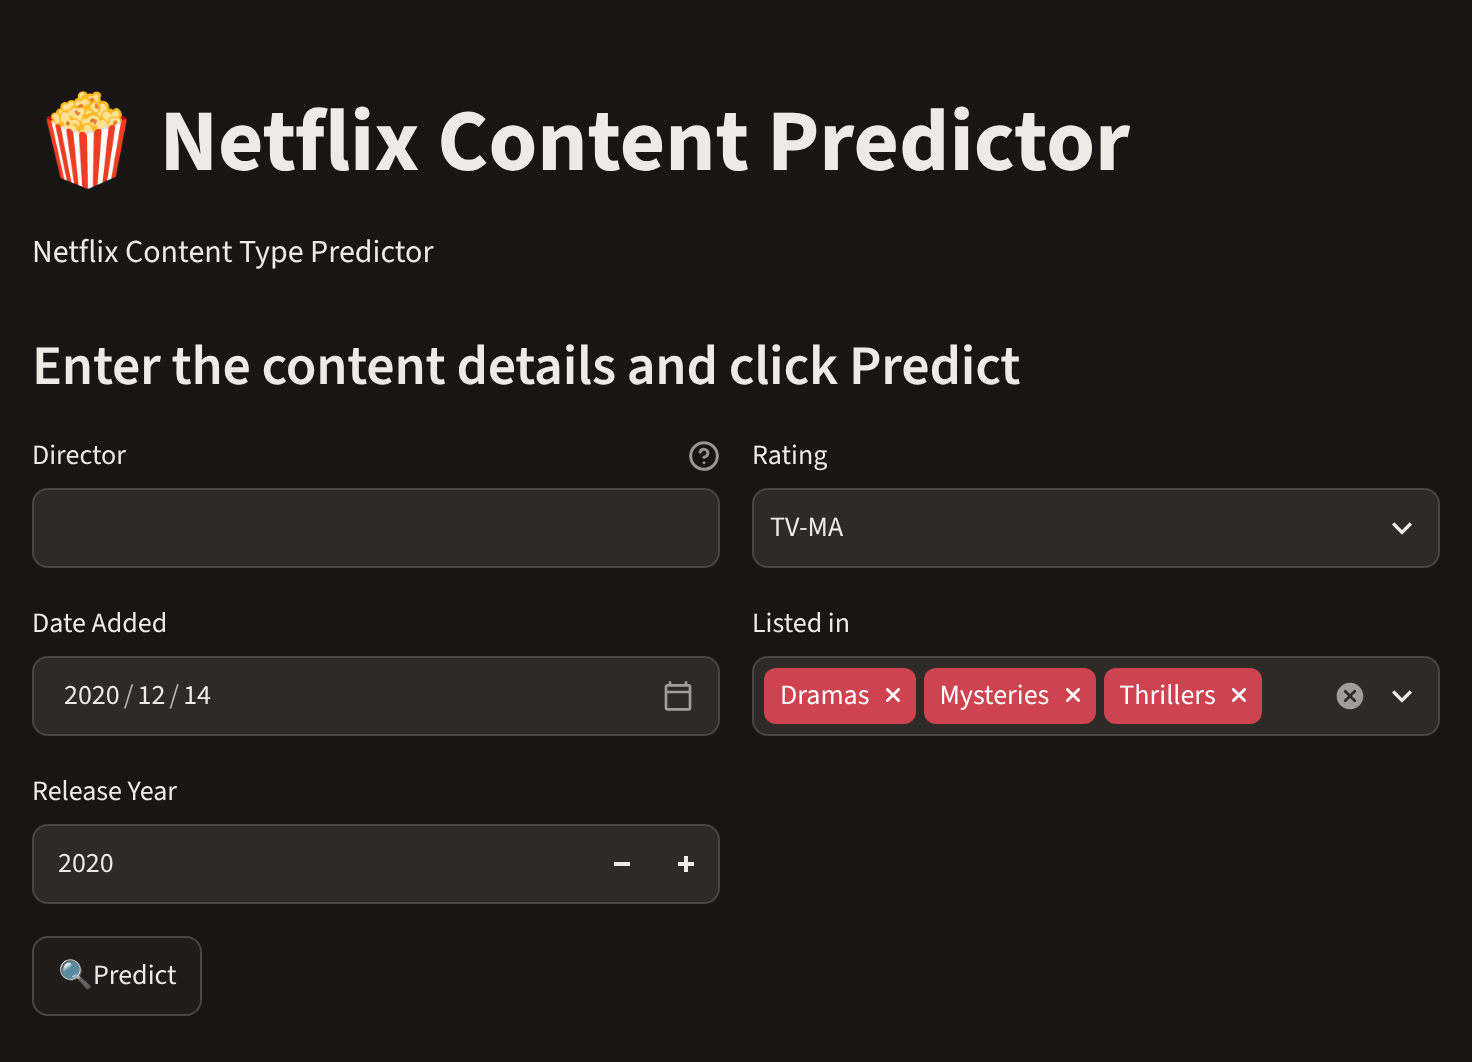 Netflix Content Predictor
Netflix Content Type Predictor
Enter the content details and click Predict
Director
Rating
TV-MA
Date Added
Listed in
2020/12/14
Dramas Mysteries Thrillers
Release Year
2020
Predict